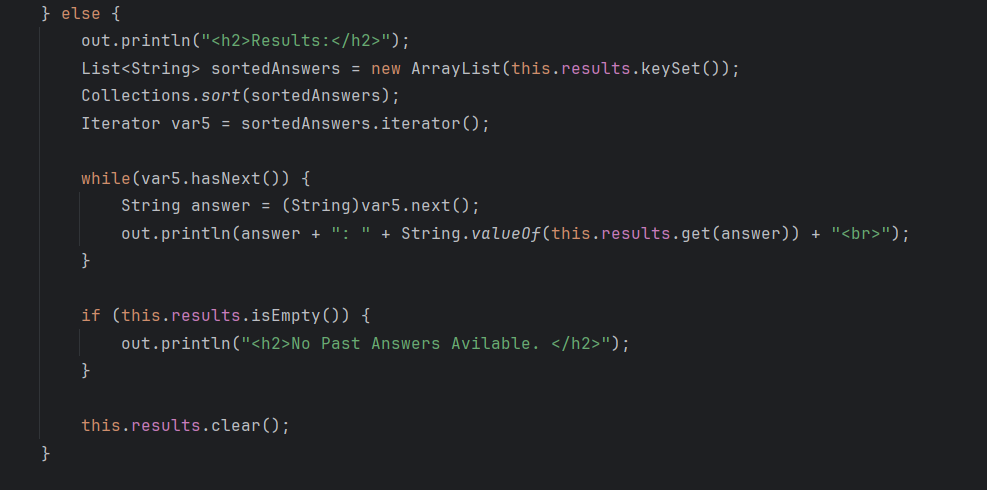 } else {
out.println("<h2>Results:</h2>");
List<String> sortedAnswers = new ArrayList(this.results.keySet());
Collections.sort(sortedAnswers);
Iterator var5 = sortedAnswers.iterator();
while(var5.hasNext()) {
String answer = (String)var5.next();
out.println(answer + ": " + String.valueOf(this.results.get(answer)) + "<br>");
}
if (this.results.isEmpty()) {
out.println("<h2>No Past Answers Avilable. </h2>");
}
this.results.clear();
}